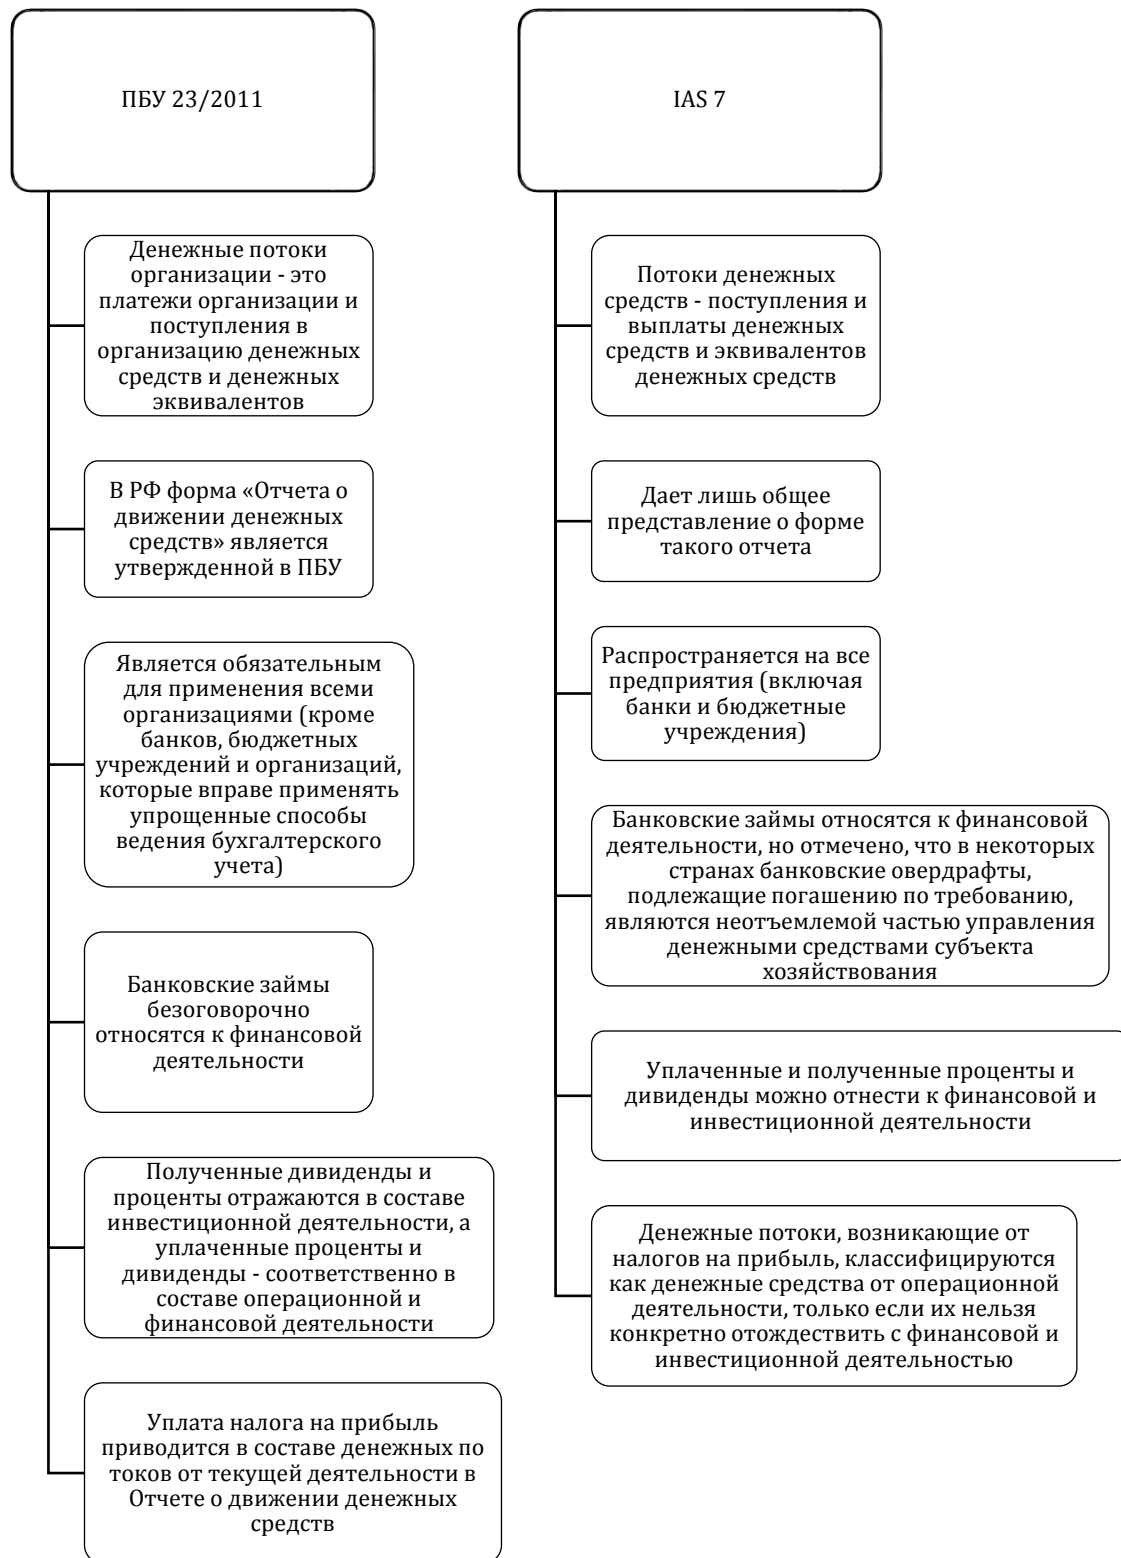 ПБУ 23/2011
Денежные потоки
организации - это
платежи организации и
поступления в
организацию денежных
средств и денежных
эквивалентов
В РФ форма «Отчета о
движении денежных
средств» является
утвержденной в ПБУ
Является обязательным
для применения всеми
организациями (кроме
банков, бюджетных
учреждений и организаций,
которые вправе применять
упрощенные способы
ведения бухгалтерского
учета)
Банковские займы
безоговорочно
относятся к финансовой
деятельности
Полученные дивиденды и
проценты отражаются в составе
инвестиционной деятельности, а
уплаченные проценты и
дивиденды - соответственно в
составе операционной и
финансовой деятельности
Уплата налога на прибыль
приводится в составе денежных по
токов от текущей деятельности в
Отчете о движении денежных
средств
IAS 7
Потоки денежных
средств - поступления и
выплаты денежных
средств и эквивалентов
денежных средств
Дает лишь общее
представление о форме
такого отчета
Распространяется на все
предприятия (включая
банки и бюджетные
учреждения)
Банковские займы относятся к финансовой
деятельности, но отмечено, что в некоторых
странах банковские овердрафты,
подлежащие погашению по требованию,
являются неотъемлемой частью управления
денежными средствами субъекта
хозяйствования
Уплаченные и полученные проценты и
дивиденды можно отнести к финансовой и
инвестиционной деятельности
Денежные потоки, возникающие от
налогов на прибыль, классифицируются
как денежные средства от операционной
деятельности, только если их нельзя
конкретно отождествить с финансовой и
инвестиционной деятельностью